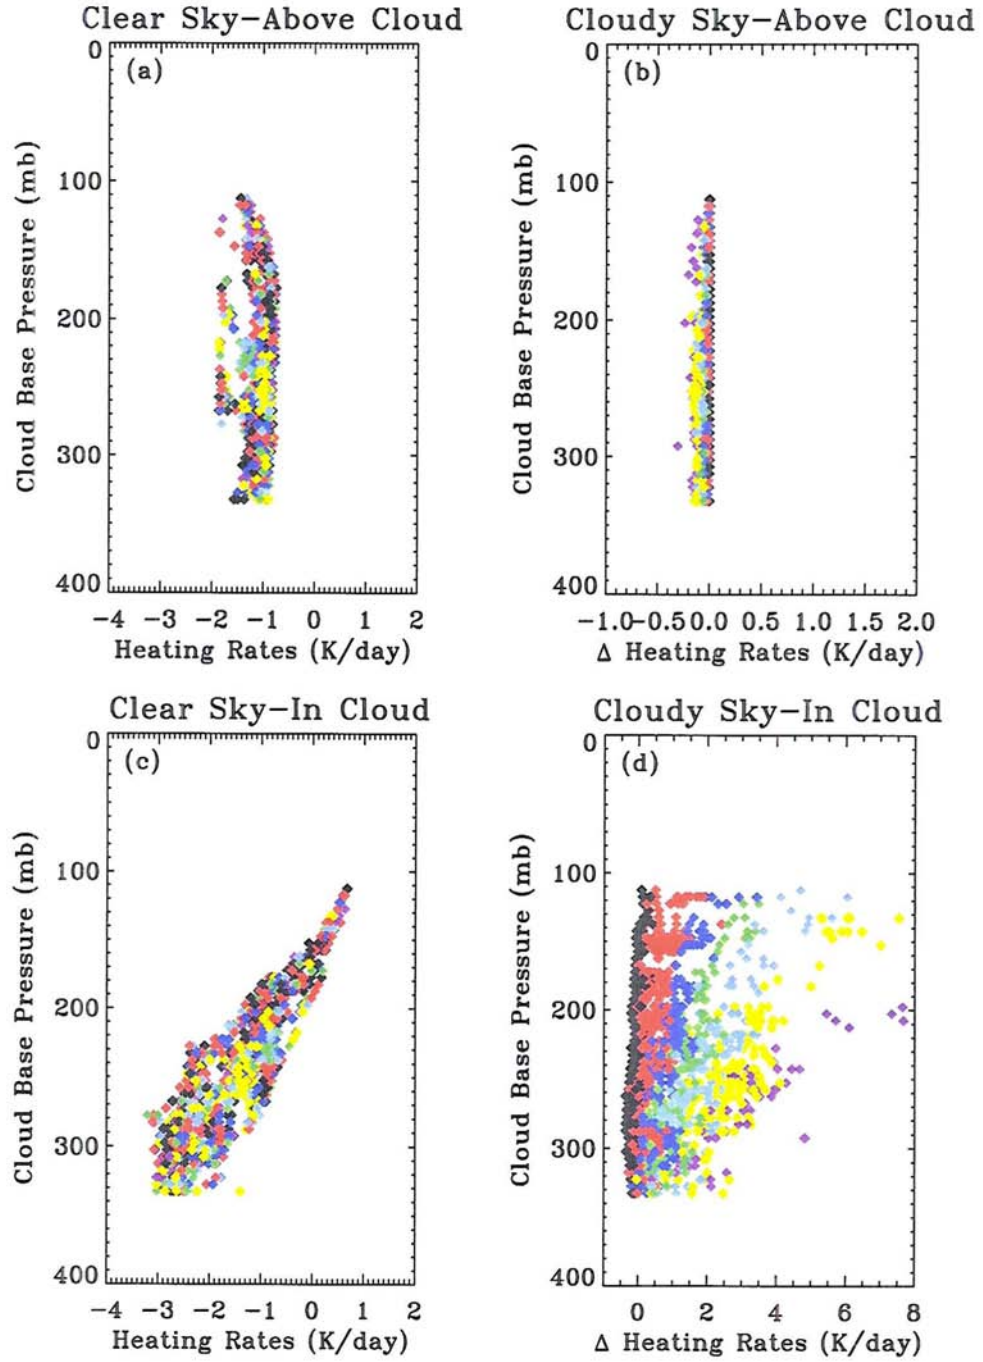 Clear Sky-Above Cloud
(a)
Cloud Base Pressure (mb)
0
100
200
300
400
-4 -3 -2 -1 0 1 2
Heating Rates (K/day)
Cloudy Sky-Above Cloud
(b)
Cloud Base Pressure (mb)
0
100
200
300
400
-1.0-0.5 0.0 0.5 1.0 1.5 2.0
Δ Heating Rates (K/day)
Clear Sky-In Cloud
(c)
Cloud Base Pressure (mb)
0
100
200
300
400
-4 -3 -2 -1 0 1 2
Heating Rates (K/day)
Cloudy Sky-In Cloud
(d)
Cloud Base Pressure (mb)
0
100
200
300
400
0 2 4 6 8
Δ Heating Rates (K/day)